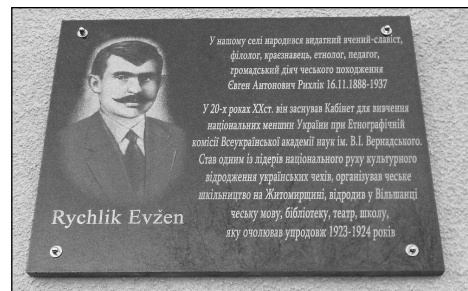 У нашому селі народився видатний вчений-славіст,
філолог, краєзнавець, етнолог, педагог,
громадський діяч чеського походження
Євген Антонович Рихлік 16.11.1888-1937
У 20-х роках ХХст. він заснував Кабінет для вивчення
національних меншин України при Етнографічній
комісії Всеукраїнської академії наук ім. В.І. Вернадського.
Став одним із лідерів національного руху культурного
відродження українських чехів, організував чеське
шкільництво на Житомирщині, відродив у Вільшанці
чеську мову, бібліотеку, театр, школу,
яку очолював упродовж 1923-1924 років
Rychlik Evžen